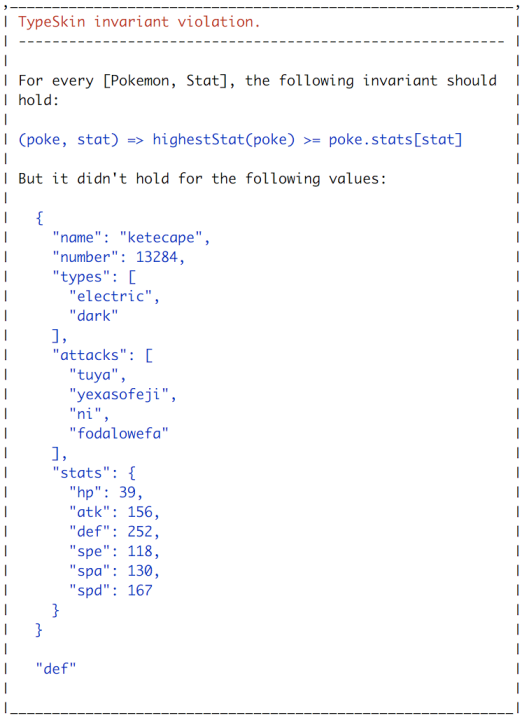 TypeSkin invariant violation.
----------------------------------------------------------
For every [Pokemon, Stat], the following invariant should
hold:
(poke, stat) => highestStat(poke) >= poke.stats[stat]
But it didn't hold for the following values:
{
"name": "ketecape",
"number": 13284,
"types": [
"electric",
"dark"
],
"attacks": [
"tuya",
"yexasofeji",
"ni",
"fodalowefa"
],
"stats": {
"hp": 39,
"atk": 156,
"def": 252,
"spe": 118,
"spa": 130,
"spd": 167
}
}
"def"